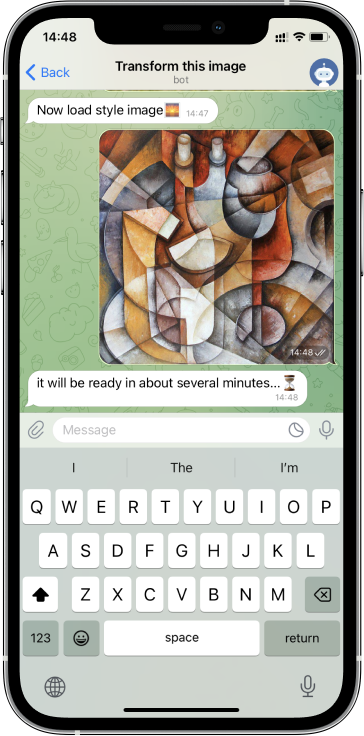 14:48
Back
Transform this image
bot
Now load style image🌅 14:47
14:48
it will be ready in about several minutes...⏳
14:48
Message
I The I'm
Q W E R T Y U I O P
A S D F G H J K L
Z X C V B N M
123 space return